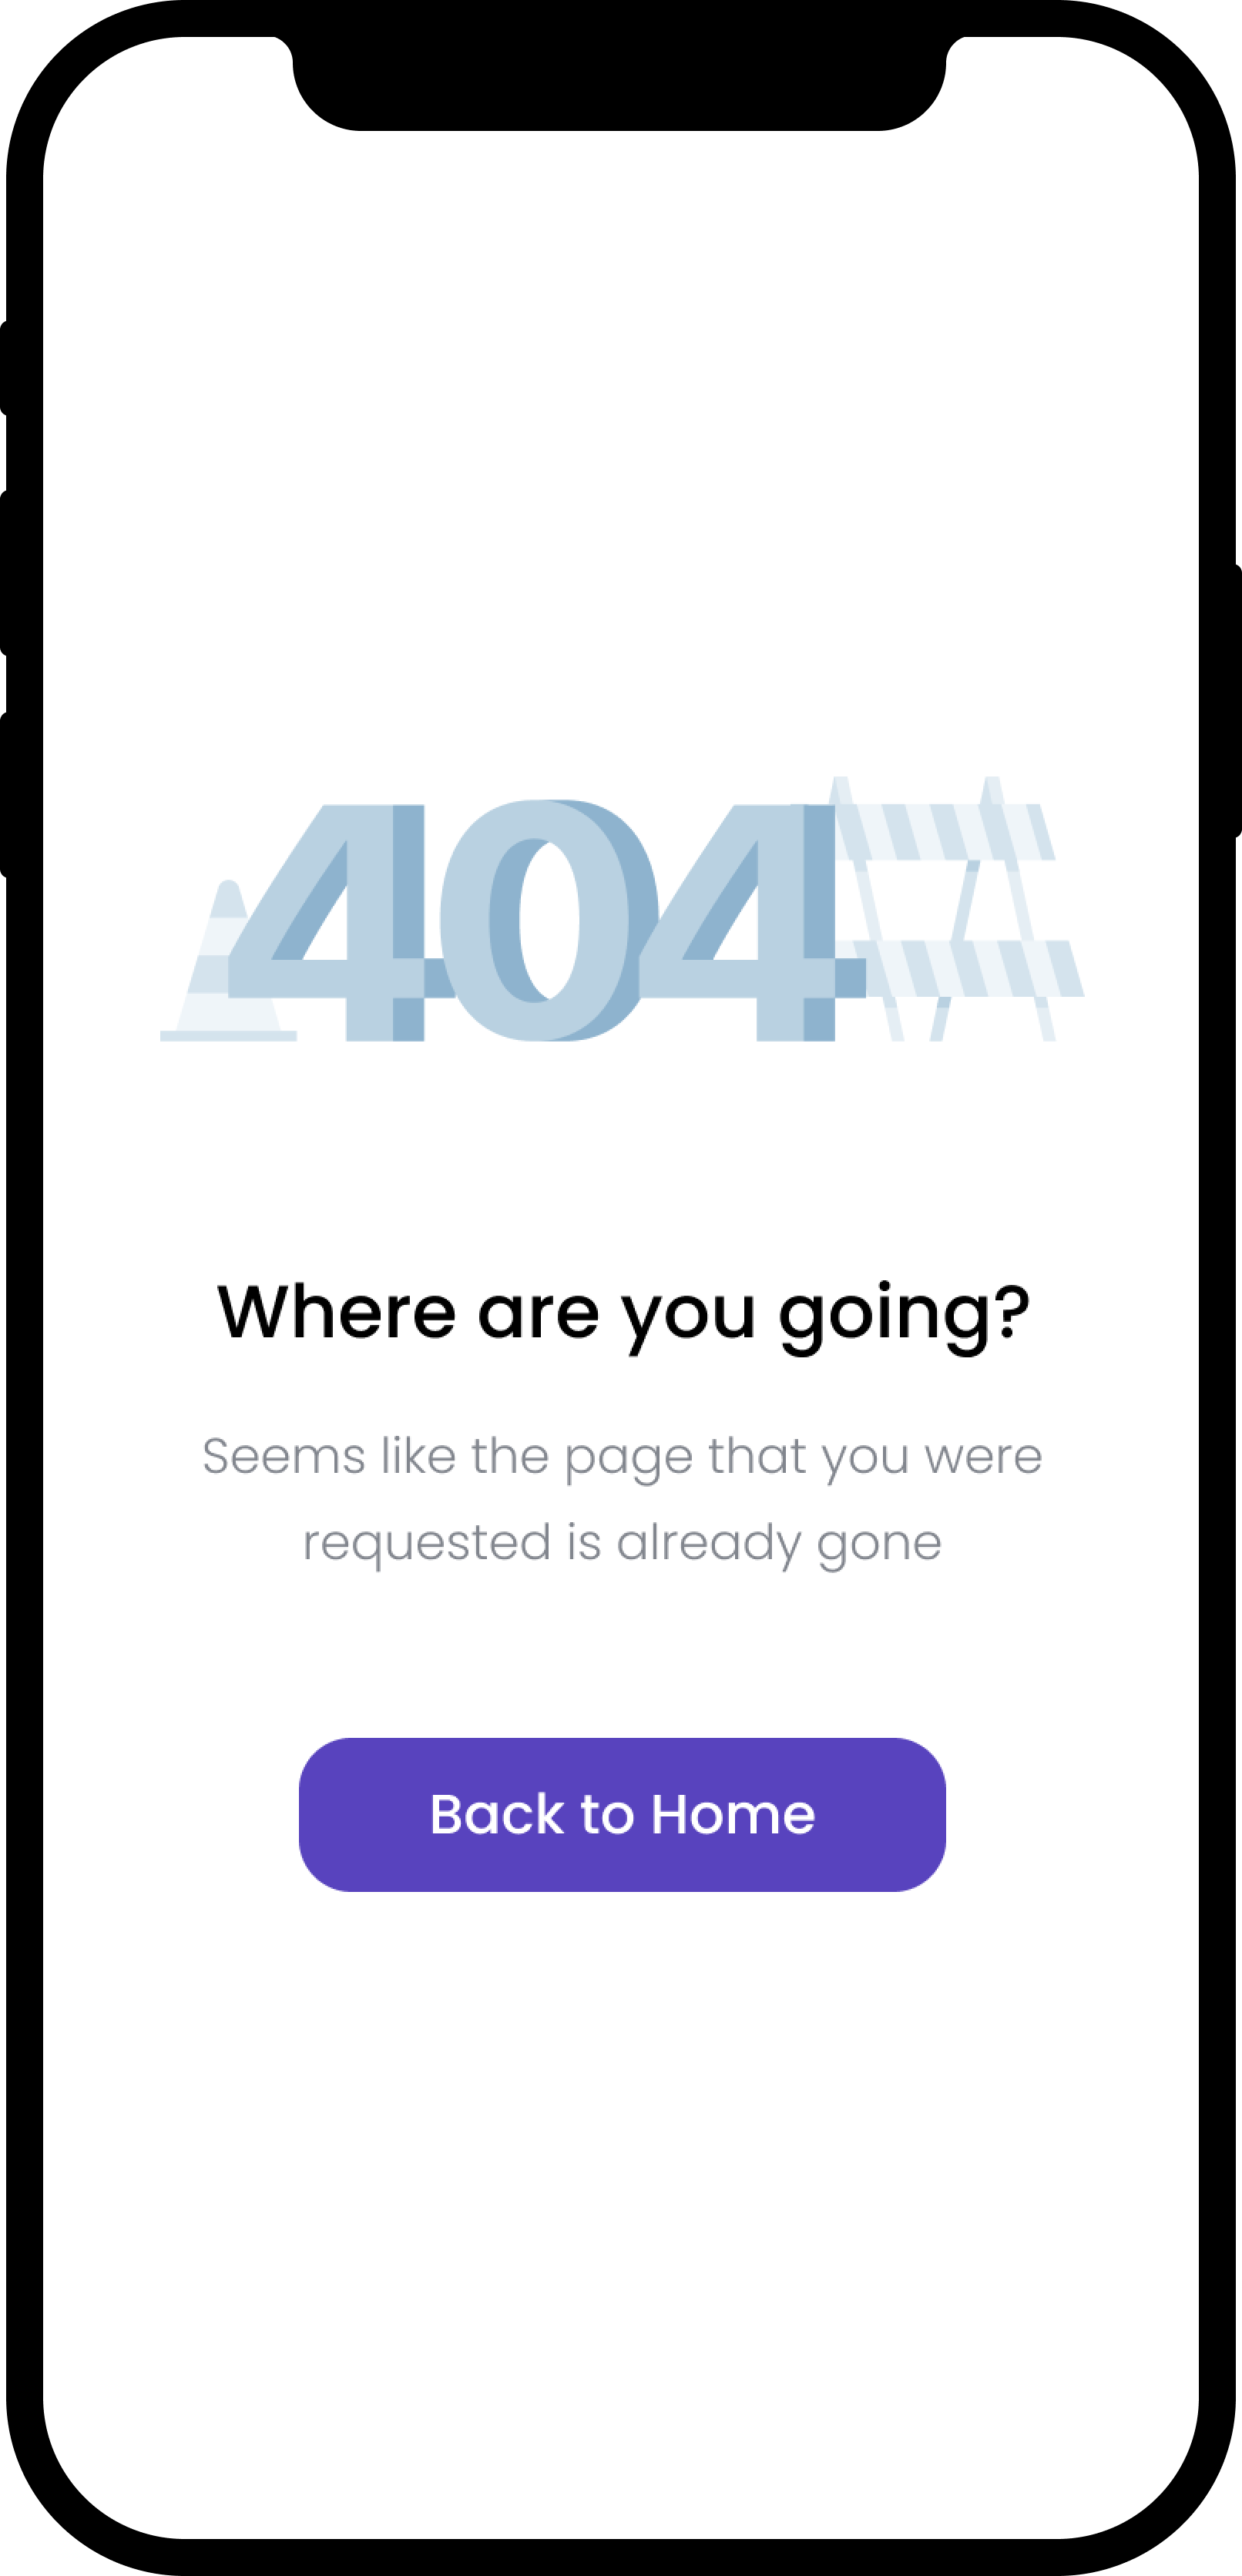 404
Where are you going?
Seems like the page that you were
requested is already gone
Back to Home